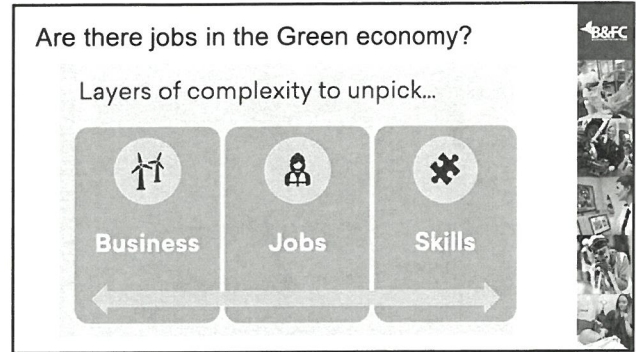 Are there jobs in the Green economy?
B&FC
Layers of complexity to unpick...
Business
Jobs
Skills